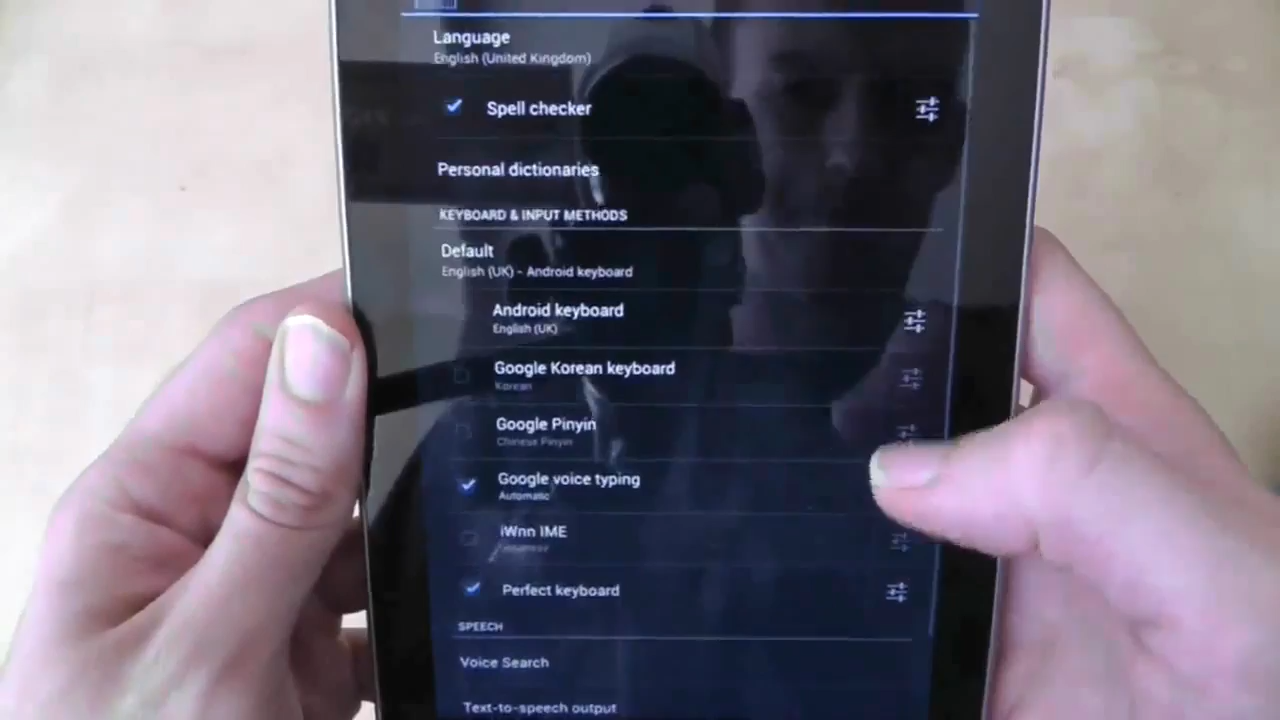 Language
English (United Kingdom)
Spell checker
Personal dictionaries
KEYBOARD & INPUT METHODS
Default
English (UK) - Android keyboard
Android keyboard
English (UK)
Google Korean keyboard
Korean
Google Pinyin
Chinese Pinyin
Google voice typing
Automatic
iWnn IME
Japanese
Perfect keyboard
SPEECH
Voice Search
Text-to-speech output